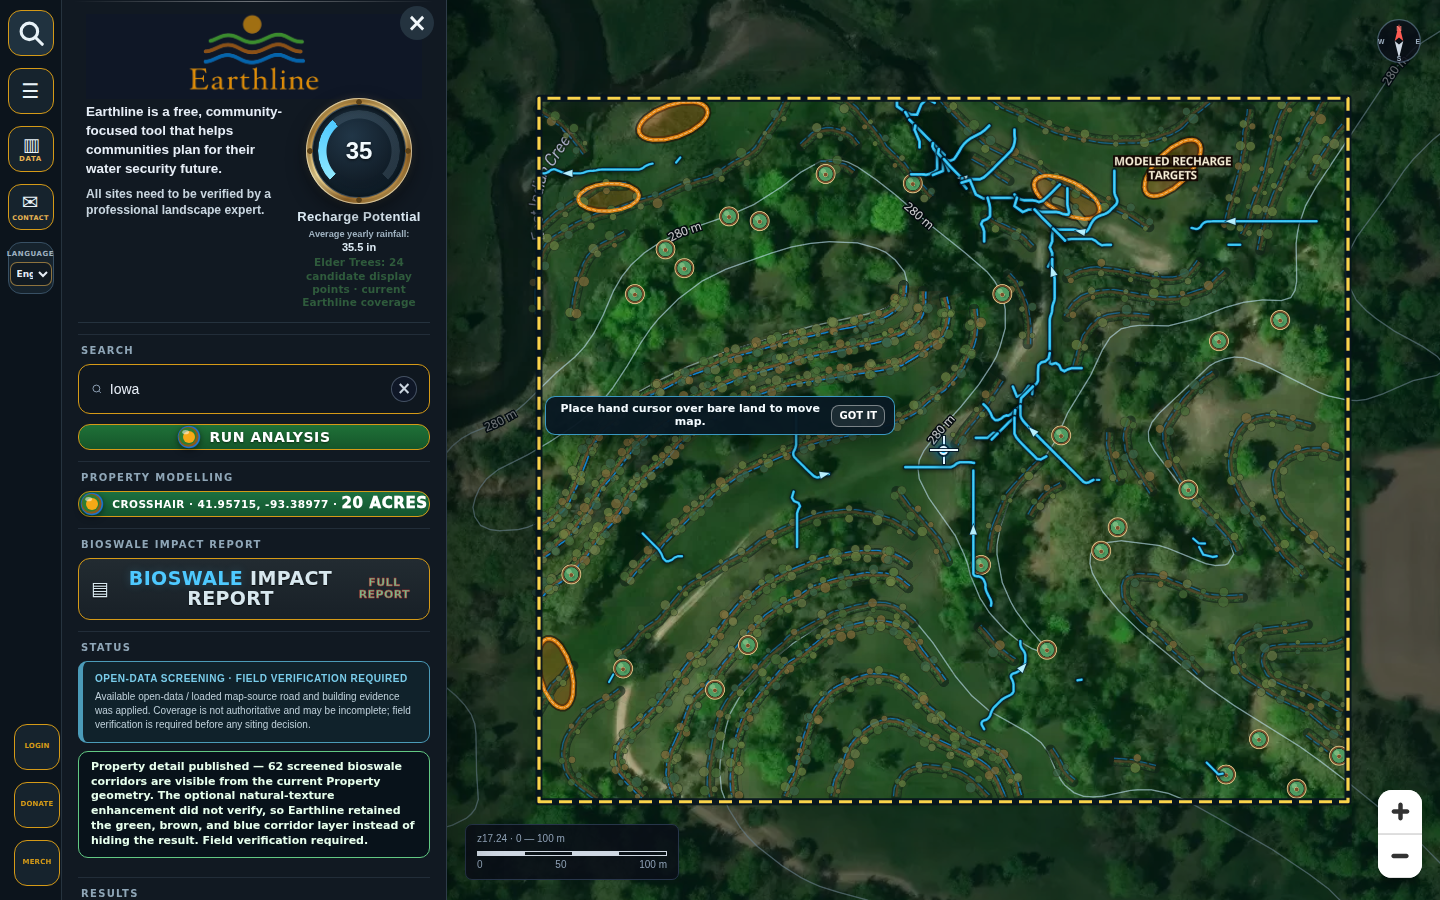 Earthline
Earthline is a free, community-
focused tool that helps
communities plan for their
water security future.
All sites need to be verified by a
professional landscape expert.
35
Recharge Potential
Average yearly rainfall:
35.5 in
Elder Trees: 24
candidate display
points · current
Earthline coverage
DATA
CONTACT
LANGUAGE
Eng
LOGIN
DONATE
MERCH
SEARCH
Iowa
RUN ANALYSIS
PROPERTY MODELLING
CROSSHAIR · 41.95715, -93.38977 · 20 ACRES
BIOSWALE IMPACT REPORT
BIOSWALE IMPACT
REPORT
FULL
REPORT
STATUS
OPEN-DATA SCREENING · FIELD VERIFICATION REQUIRED
Available open-data / loaded map-source road and building evidence
was applied. Coverage is not authoritative and may be incomplete; field
verification is required before any siting decision.
Property detail published — 62 screened bioswale
corridors are visible from the current Property
geometry. The optional natural-texture
enhancement did not verify, so Earthline retained
the green, brown, and blue corridor layer instead of
hiding the result. Field verification required.
RESULTS
MODELED RECHARGE
TARGETS
280 m
280 m
280 m
280 m
280 m
Place hand cursor over bare land to move
map.
GOT IT
W
E
S
z17.24 · 0 — 100 m
0
50
100 m